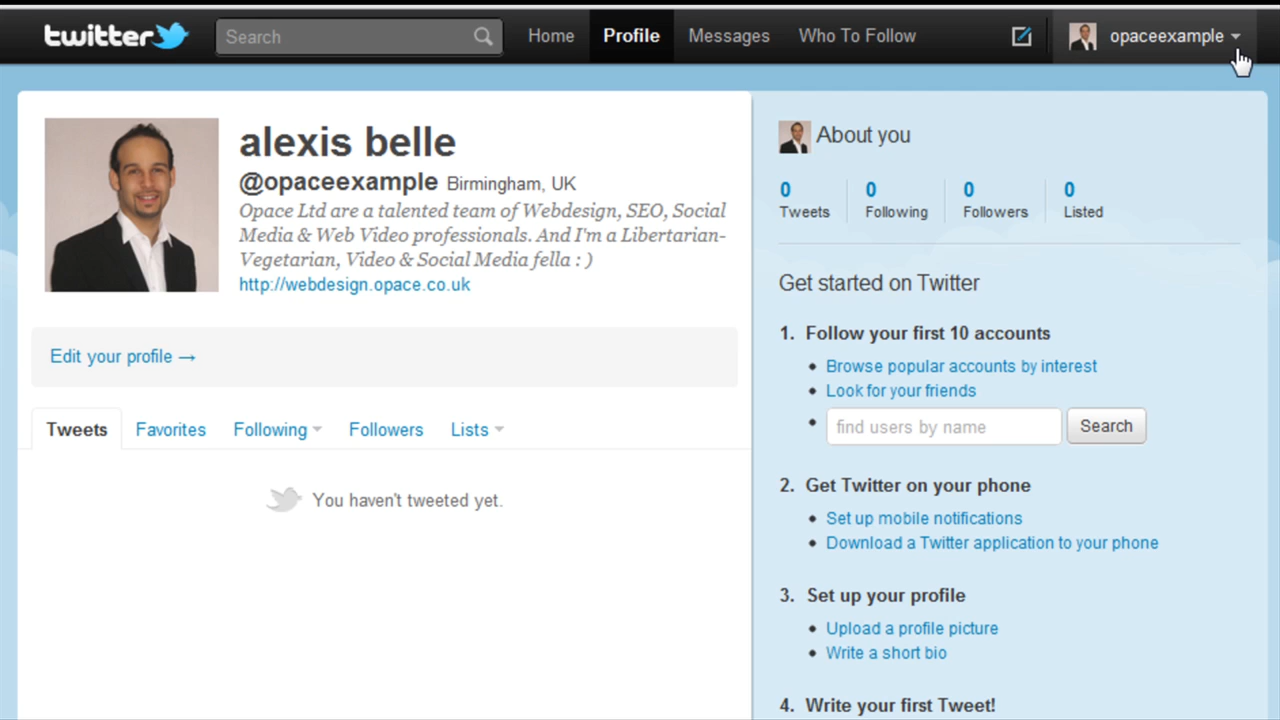 twitter Search Home Profile Messages Who To Follow opaceexample
alexis belle
@opaceexample Birmingham, UK
Opace Ltd are a talented team of Webdesign, SEO, Social
Media & Web Video professionals. And I'm a Libertarian-
Vegetarian, Video & Social Media fella : )
http://webdesign.opace.co.uk
Edit your profile →
Tweets Favorites Following Followers Lists
You haven't tweeted yet.
About you
0 0 0 0
Tweets Following Followers Listed
Get started on Twitter
1. Follow your first 10 accounts
• Browse popular accounts by interest
• Look for your friends
• find users by name Search
2. Get Twitter on your phone
• Set up mobile notifications
• Download a Twitter application to your phone
3. Set up your profile
• Upload a profile picture
• Write a short bio
4. Write your first Tweet!